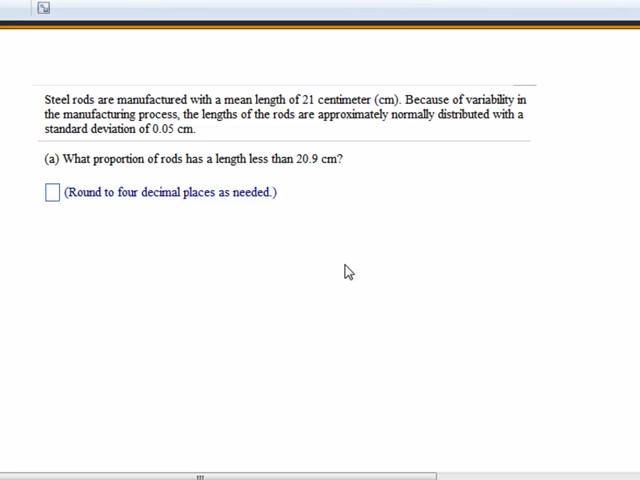 Steel rods are manufactured with a mean length of 21 centimeter (cm). Because of variability in
the manufacturing process, the lengths of the rods are approximately normally distributed with a
standard deviation of 0.05 cm.
(a) What proportion of rods has a length less than 20.9 cm?
(Round to four decimal places as needed.)